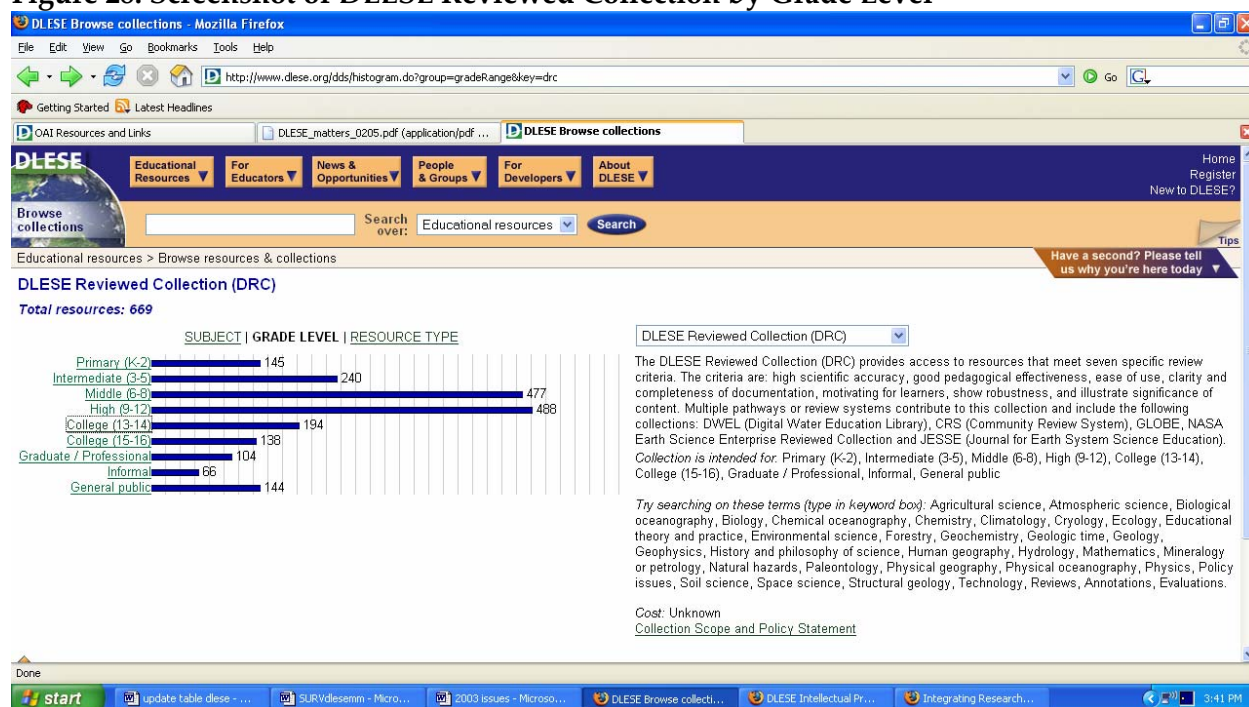 Figure 28. Screenshot of DLESE Reviewed Collection by Grade Level
DLESE Browse collections - Mozilla Firefox
File Edit View Go Bookmarks Tools Help
http://www.dlese.org/dds/histogram.do?group=gradeRange&key=drc
Go
Getting Started Latest Headlines
OAI Resources and Links
DLESE_matters_0205.pdf (application/pdf ...
DLESE Browse collections
DLESE
Educational Resources
For Educators
News & Opportunities
People & Groups
For Developers
About DLESE
Home
Register
New to DLESE?
Browse
collections
Search
over:
Educational resources
Search
Tips
Educational resources > Browse resources & collections
Have a second? Please tell
us why you're here today
DLESE Reviewed Collection (DRC)
Total resources: 669
SUBJECT | GRADE LEVEL | RESOURCE TYPE
Primary (K-2) 145
Intermediate (3-5) 240
Middle (6-8) 477
High (9-12) 488
College (13-14) 194
College (15-16) 138
Graduate / Professional 104
Informal 66
General public 144
DLESE Reviewed Collection (DRC)
The DLESE Reviewed Collection (DRC) provides access to resources that meet seven specific review
criteria. The criteria are: high scientific accuracy, good pedagogical effectiveness, ease of use, clarity and
completeness of documentation, motivating for learners, show robustness, and illustrate significance of
content. Multiple pathways or review systems contribute to this collection and include the following
collections: DWEL (Digital Water Education Library), CRS (Community Review System), GLOBE, NASA
Earth Science Enterprise Reviewed Collection and JESSE (Journal for Earth System Science Education).
Collection is intended for: Primary (K-2), Intermediate (3-5), Middle (6-8), High (9-12), College (13-14),
College (15-16), Graduate / Professional, Informal, General public
Try searching on these terms (type in keyword box): Agricultural science, Atmospheric science, Biological
oceanography, Biology, Chemical oceanography, Chemistry, Climatology, Cryology, Ecology, Educational
theory and practice, Environmental science, Forestry, Geochemistry, Geologic time, Geology,
Geophysics, History and philosophy of science, Human geography, Hydrology, Mathematics, Mineralogy
or petrology, Natural hazards, Paleontology, Physical geography, Physical oceanography, Physics, Policy
issues, Soil science, Space science, Structural geology, Technology, Reviews, Annotations, Evaluations.
Cost: Unknown
Collection Scope and Policy Statement
Done
start
update table dlese - ...
SURVdlesemm - Micro...
2003 issues - Microso...
DLESE Browse collecti...
DLESE Intellectual Pr...
Integrating Research...
3:41 PM